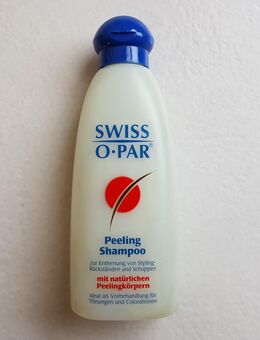 SWISS
O·PAR®
Peeling
Shampoo
zur Entfernung von Styling-
Rückständen und Schuppen
mit natürlichen
Peelingkörpern
ideal als Vorbehandlung für
Tönungen und Colorationen